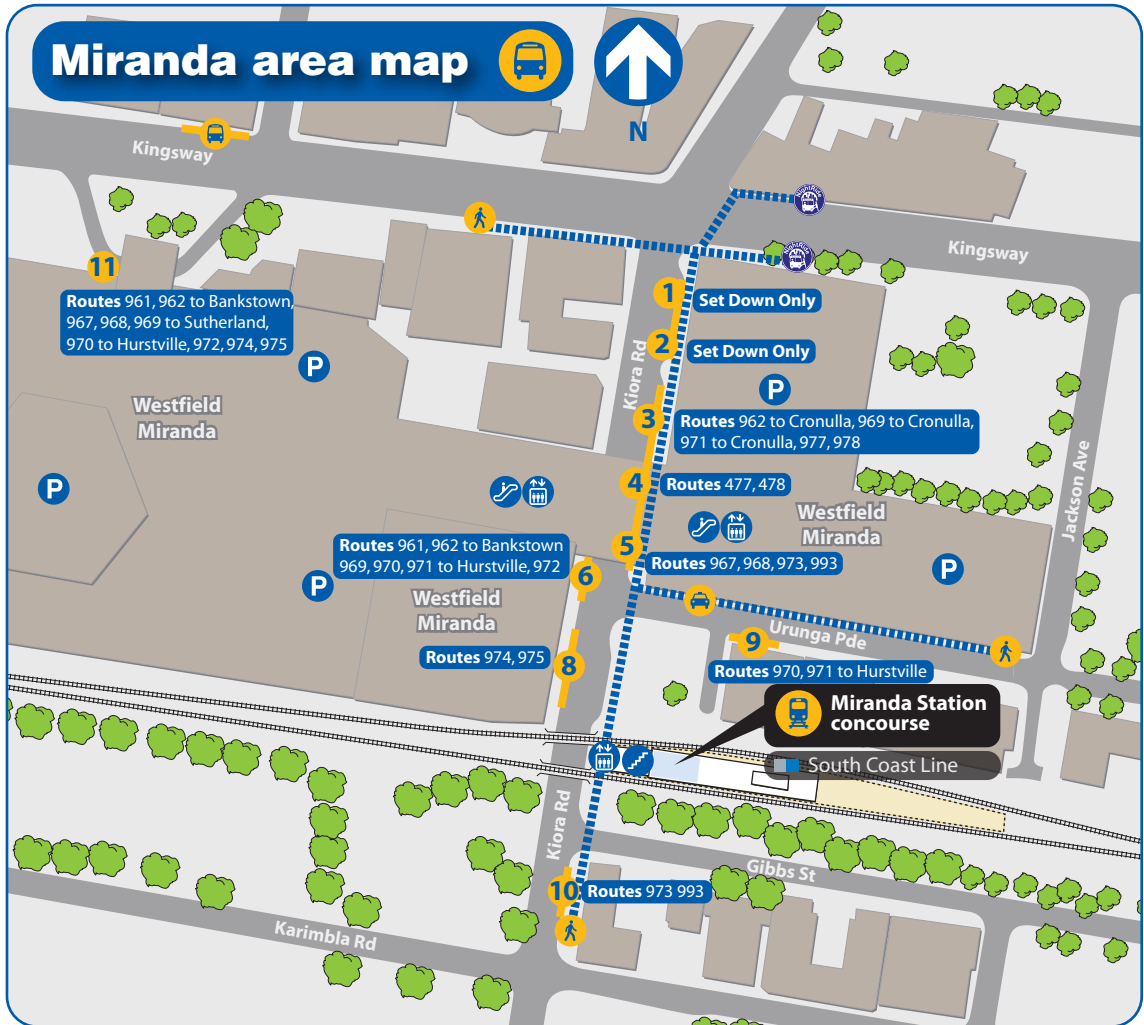 Miranda area map
N
Kingsway
NightRide
Kingsway
NightRide
11
Routes 961, 962 to Bankstown,
967, 968, 969 to Sutherland,
970 to Hurstville, 972, 974, 975
1
Set Down Only
2
Set Down Only
Kiora Rd
P
P
Westfield
Miranda
3
Routes 962 to Cronulla, 969 to Cronulla,
971 to Cronulla, 977, 978
Jackson Ave
P
4
Routes 477, 478
Westfield
Miranda
5
Routes 967, 968, 973, 993
P
Routes 961, 962 to Bankstown
969, 970, 971 to Hurstville, 972
6
P
Westfield
Miranda
Urunga Pde
9
Routes 970, 971 to Hurstville
Routes 974, 975
8
Miranda Station
concourse
South Coast Line
Kiora Rd
Gibbs St
10
Routes 973 993
Karimbla Rd